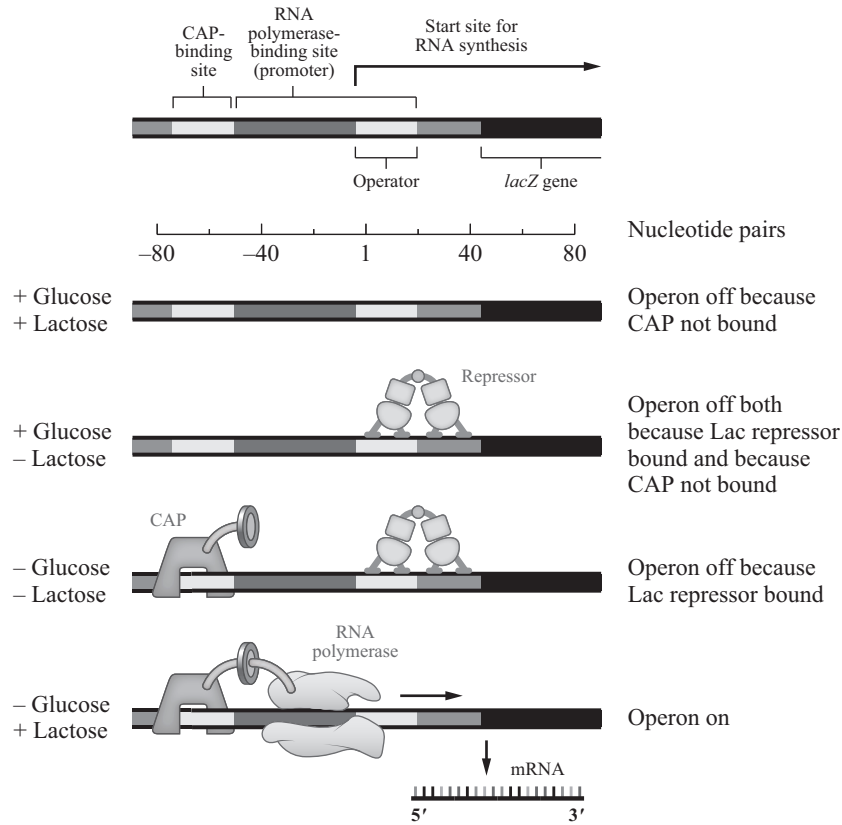 CAP-
binding
site
RNA
polymerase-
binding site
(promoter)
Start site for
RNA synthesis
Operator
lacZ gene
Nucleotide pairs
–80
–40
1
40
80
+ Glucose
+ Lactose
Operon off because
CAP not bound
Repressor
+ Glucose
– Lactose
Operon off both
because Lac repressor
bound and because
CAP not bound
CAP
– Glucose
– Lactose
Operon off because
Lac repressor bound
RNA
polymerase
– Glucose
+ Lactose
Operon on
mRNA
5′
3′